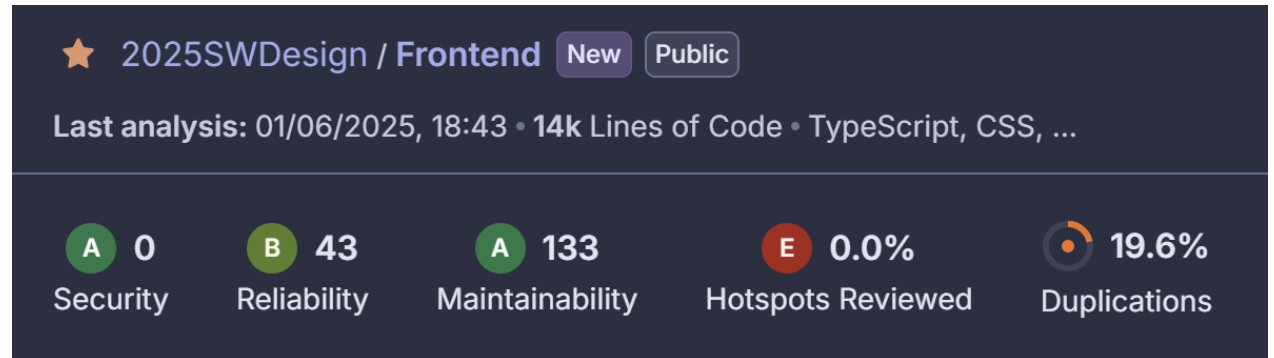 2025SWDesign / Frontend New Public
Last analysis: 01/06/2025, 18:43 • 14k Lines of Code • TypeScript, CSS, ...
A 0 B 43 A 133 E 0.0% 19.6%
Security Reliability Maintainability Hotspots Reviewed Duplications